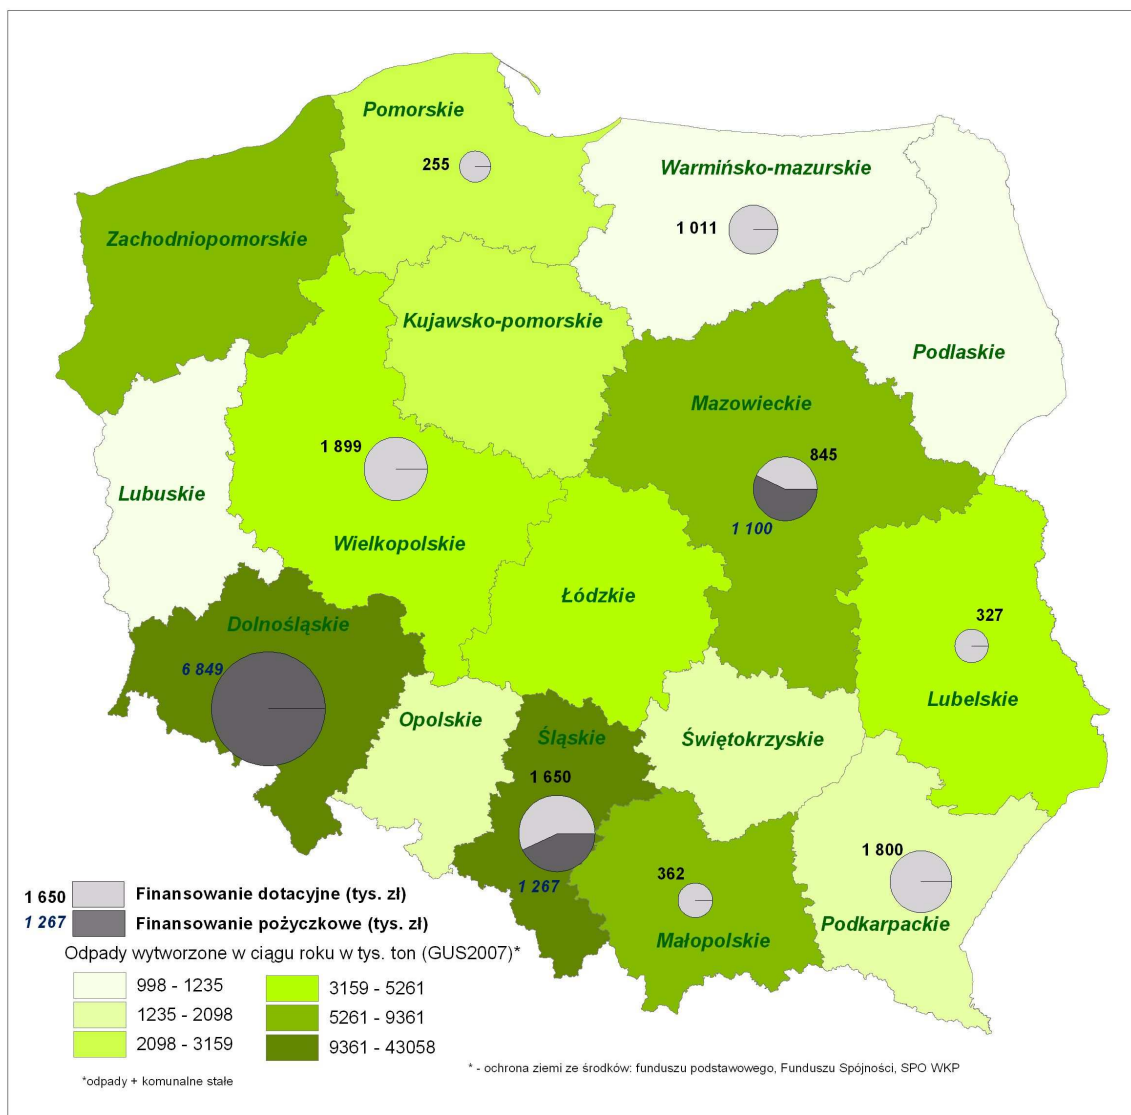 Pomorskie
255
Warmińsko-mazurskie
1 011
Zachodniopomorskie
Kujawsko-pomorskie
Podlaskie
Mazowieckie
1 899
845
Lubuskie
1 100
Wielkopolskie
Łódzkie
327
Dolnośląskie
6 849
Lubelskie
Opolskie
Śląskie
Świętokrzyskie
1 650
1 800
362
1 267
Podkarpackie
Małopolskie
1 650 Finansowanie dotacyjne (tys. zł)
1 267 Finansowanie pożyczkowe (tys. zł)
Odpady wytworzone w ciągu roku w tys. ton (GUS2007)*
998 - 1235
1235 - 2098
2098 - 3159
3159 - 5261
5261 - 9361
9361 - 43058
*odpady + komunalne stałe
* - ochrona ziemi ze środków: funduszu podstawowego, Funduszu Spójności, SPO WKP